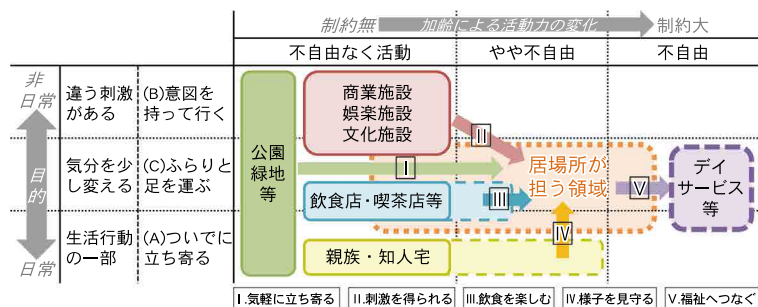 制約無 加齢による活動力の変化 制約大
不自由なく活動 やや不自由 不自由
非日常
目的
日常
違う刺激
がある
(B)意図を
持って行く
気分を少
し変える
(C)ふらりと
足を運ぶ
生活行動
の一部
(A)ついでに
立ち寄る
公園
緑地
等
商業施設
娯楽施設
文化施設
飲食店・喫茶店等
親族・知人宅
居場所が
担う領域
デイ
サービス
等
Ⅰ
Ⅱ
Ⅲ
Ⅳ
Ⅴ
Ⅰ.気軽に立ち寄る Ⅱ.刺激を得られる Ⅲ.飲食を楽しむ Ⅳ.様子を見守る Ⅴ.福祉へつなぐ